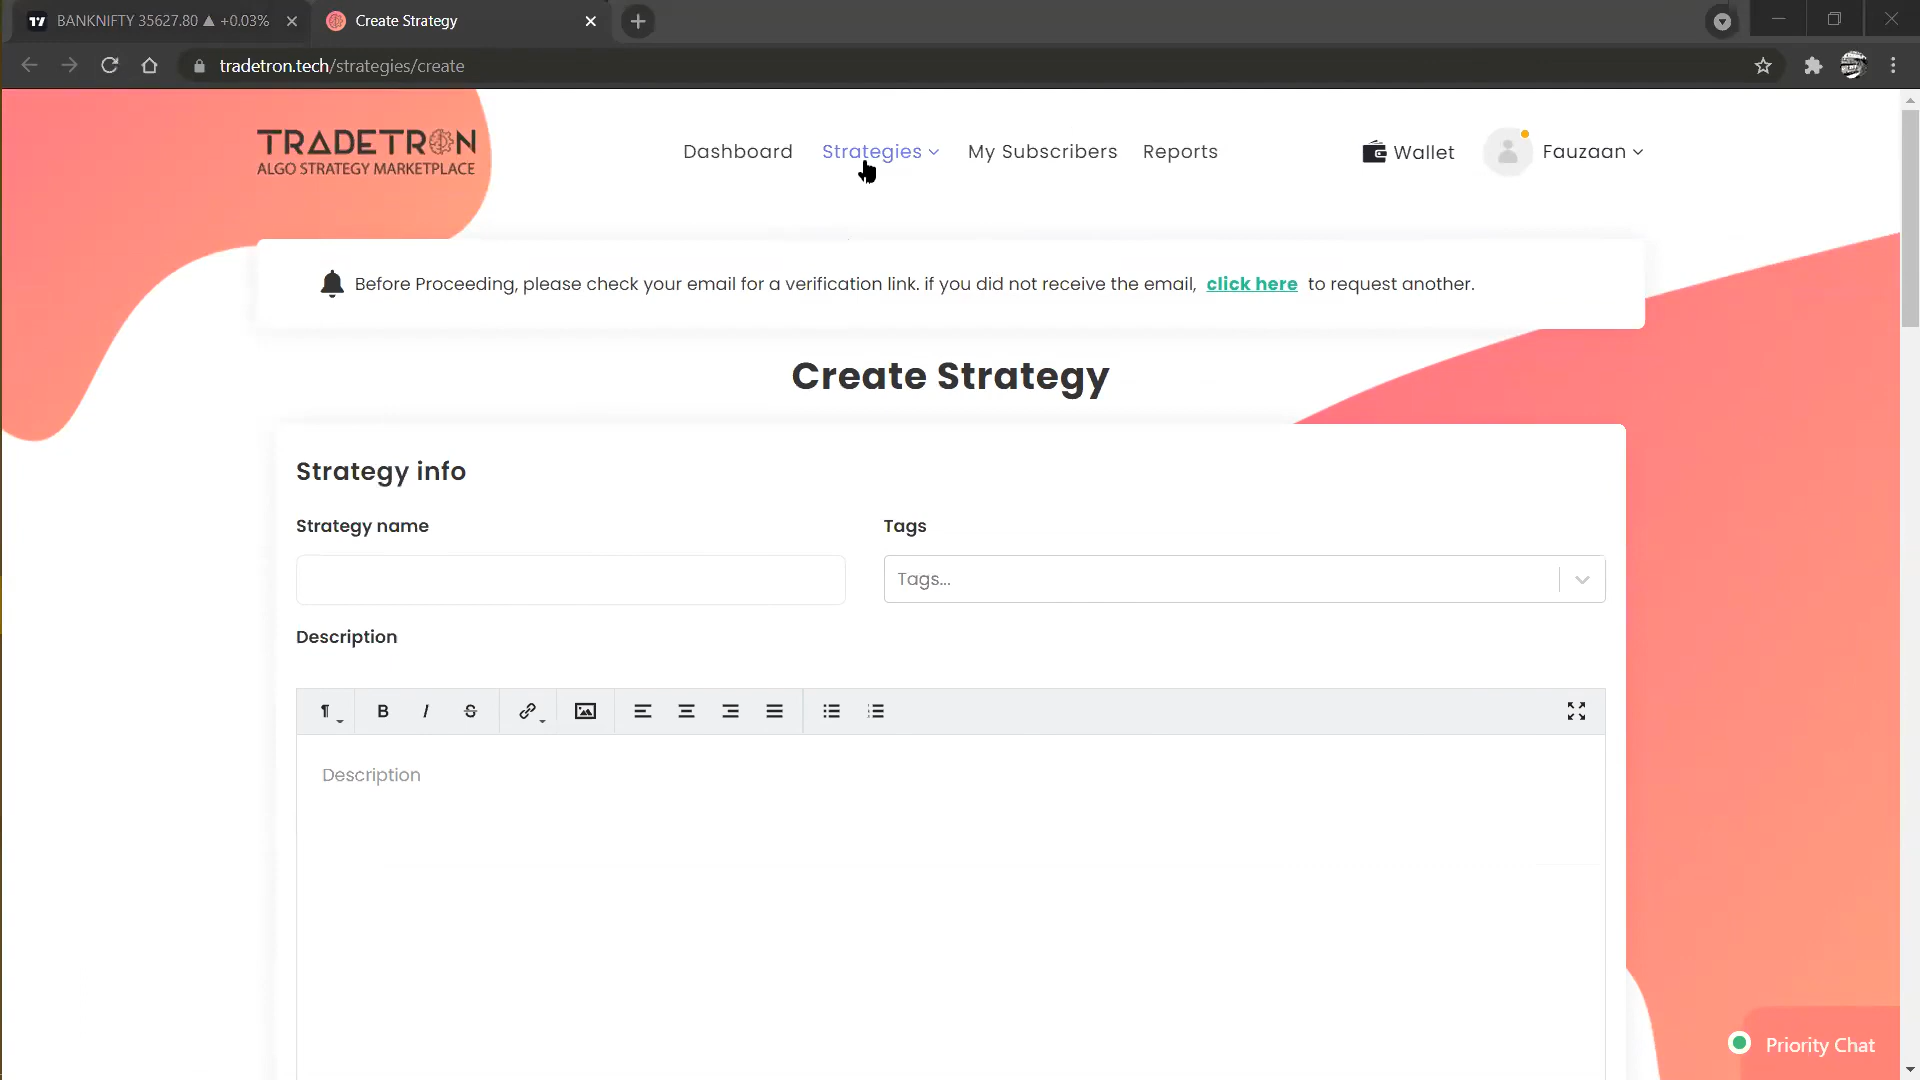 BANKNIFTY 35627.80 ▲ +0.03%
Create Strategy
tradetron.tech/strategies/create
TRADETRON
ALGO STRATEGY MARKETPLACE
Dashboard
Strategies
My Subscribers
Reports
Wallet
Fauzaan
Before Proceeding, please check your email for a verification link. if you did not receive the email, click here to request another.
Create Strategy
Strategy info
Strategy name
Tags
Tags...
Description
B I S
Description
Priority Chat